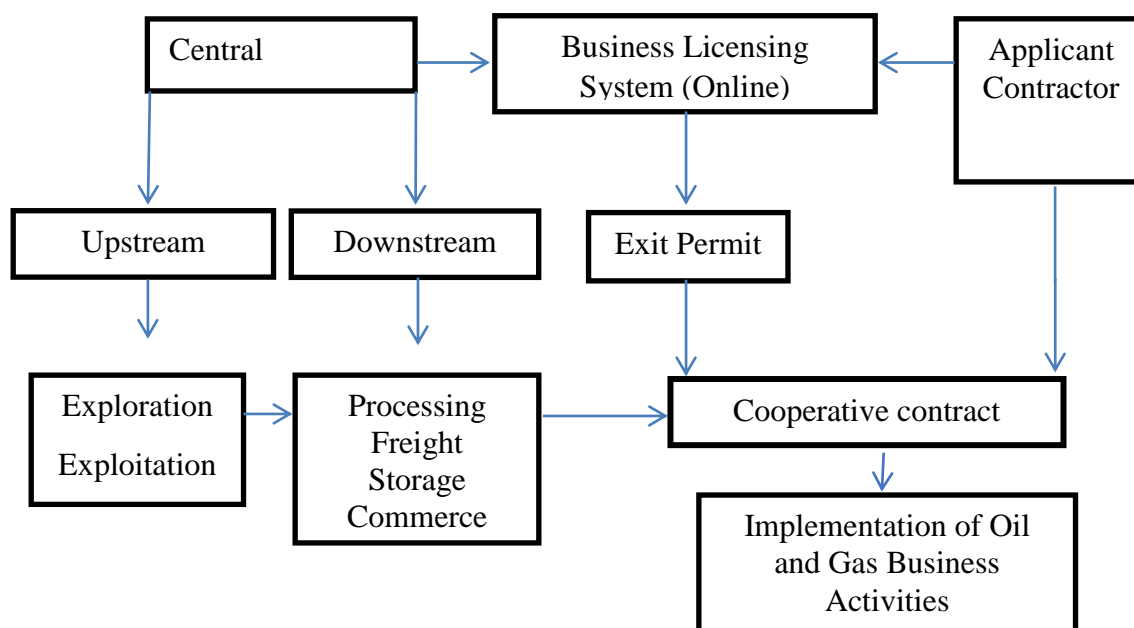 Central
Business Licensing
System (Online)
Applicant
Contractor
Upstream
Downstream
Exit Permit
Exploration
Exploitation
Processing
Freight
Storage
Commerce
Cooperative contract
Implementation of Oil
and Gas Business
Activities